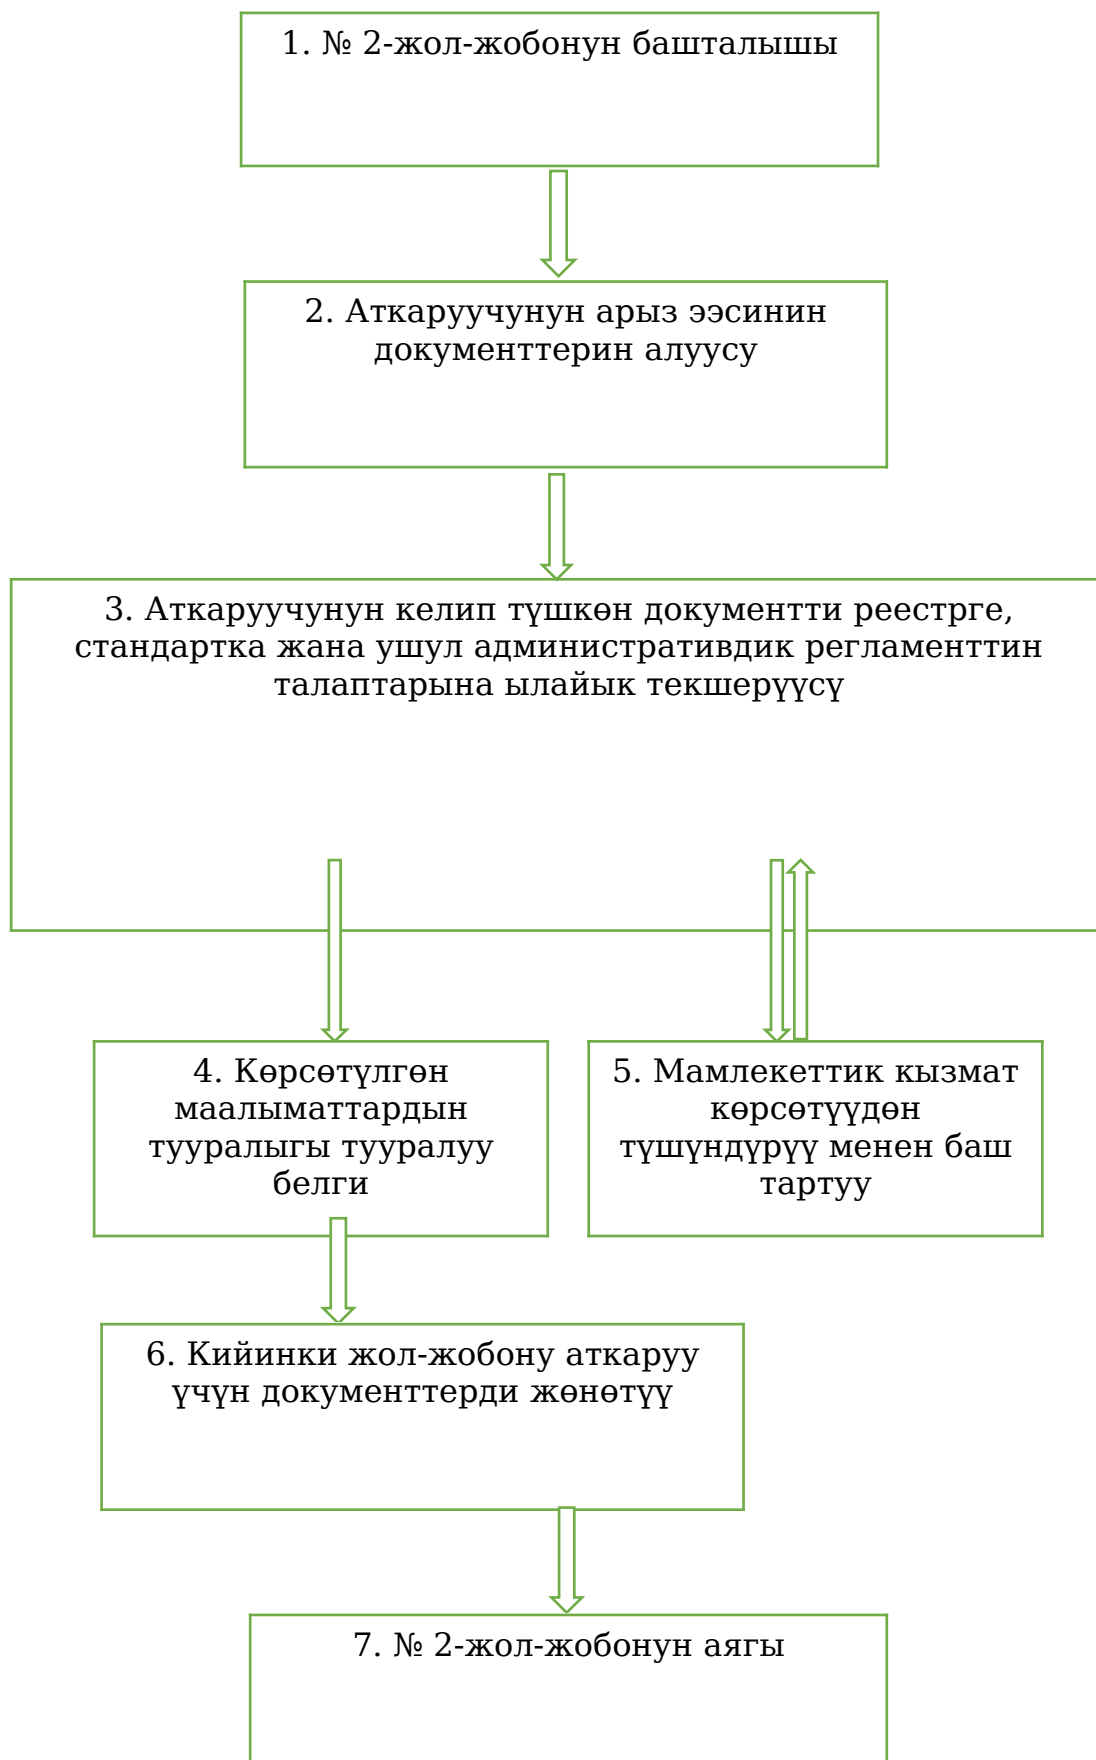 1. № 2-жол-жобонун башталышы
2. Аткаруучунун арыз ээсинин
документтерин алуусу
3. Аткаруучунун келип түшкөн документти реестрге,
стандартка жана ушул административдик регламенттин
талаптарына ылайык текшерүүсү
4. Көрсөтүлгөн
маалыматтардын
тууралыгы тууралуу
белги
5. Мамлекеттик кызмат
көрсөтүүдөн
түшүндүрүү менен баш
тартуу
6. Кийинки жол-жобону аткаруу
үчүн документтерди жөнөтүү
7. № 2-жол-жобонун аягы